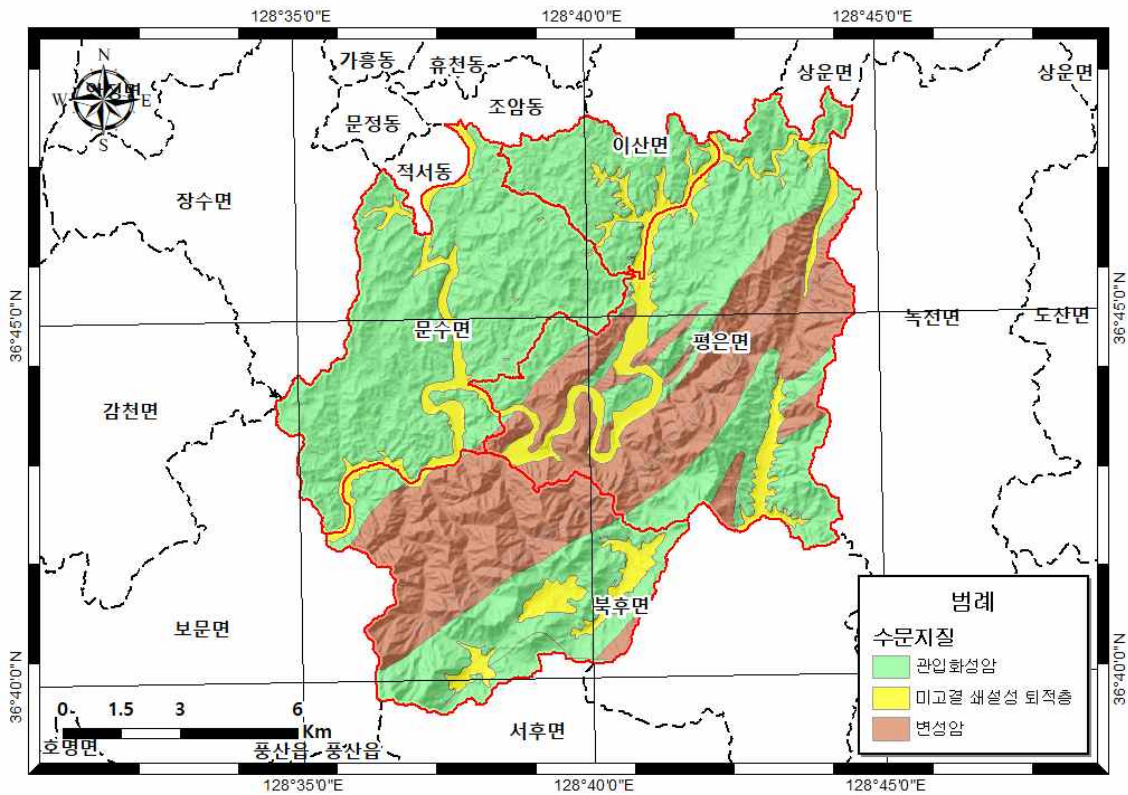 128°35'0"E
128°40'0"E
128°45'0"E
가흥동
휴천동
상운면
상운면
N
W
E
S
조암동
문정동
이산면
적서동
장수면
36°45'0"N
36°45'0"N
문수면
평은면
녹전면
도산면
감천면
범례
북후면
보문면
수문지질
관입화성암
36°40'0"N
36°40'0"N
미고결 쇄설성 퇴적층
0 1.5 3 6
Km
변성암
서후면
호명면
풍산읍
풍산읍
128°35'0"E
128°40'0"E
128°45'0"E